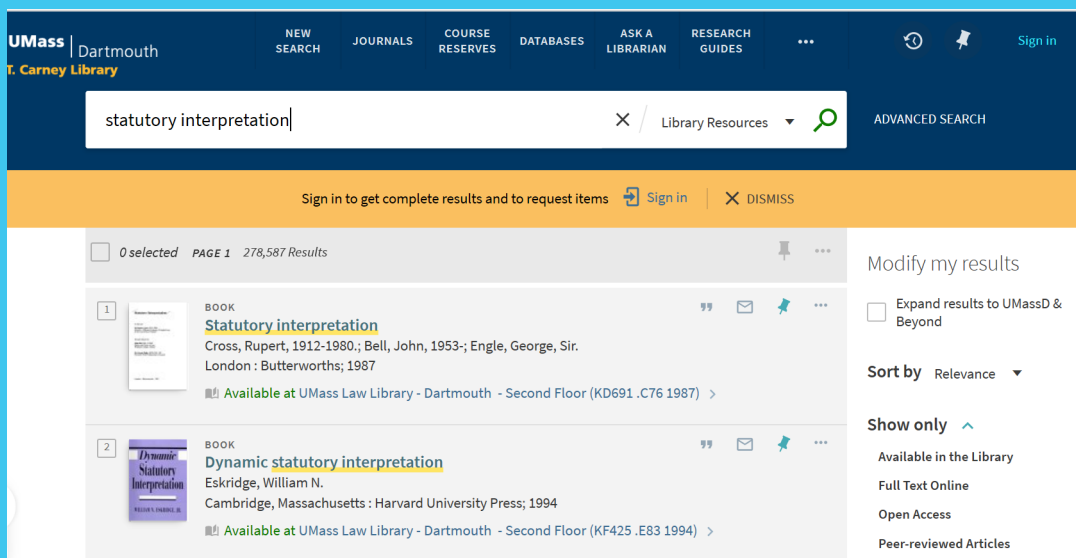 UMass | Dartmouth
T. Carney Library
NEW SEARCH
JOURNALS
COURSE RESERVES
DATABASES
ASK A LIBRARIAN
RESEARCH GUIDES
•••
Sign in
statutory interpretation
Library Resources
ADVANCED SEARCH
Sign in to get complete results and to request items
Sign in
DISMISS
0 selected PAGE 1 278,587 Results
1
BOOK
Statutory interpretation
Cross, Rupert, 1912-1980.; Bell, John, 1953-; Engle, George, Sir.
London : Butterworths; 1987
Available at UMass Law Library - Dartmouth - Second Floor (KD691 .C76 1987) >
2
Dynamic
Statutory
Interpretation
BOOK
Dynamic statutory interpretation
Eskridge, William N.
Cambridge, Massachusetts : Harvard University Press; 1994
Available at UMass Law Library - Dartmouth - Second Floor (KF425 .E83 1994) >
Modify my results
Expand results to UMassD &
Beyond
Sort by Relevance
Show only
Available in the Library
Full Text Online
Open Access
Peer-reviewed Articles